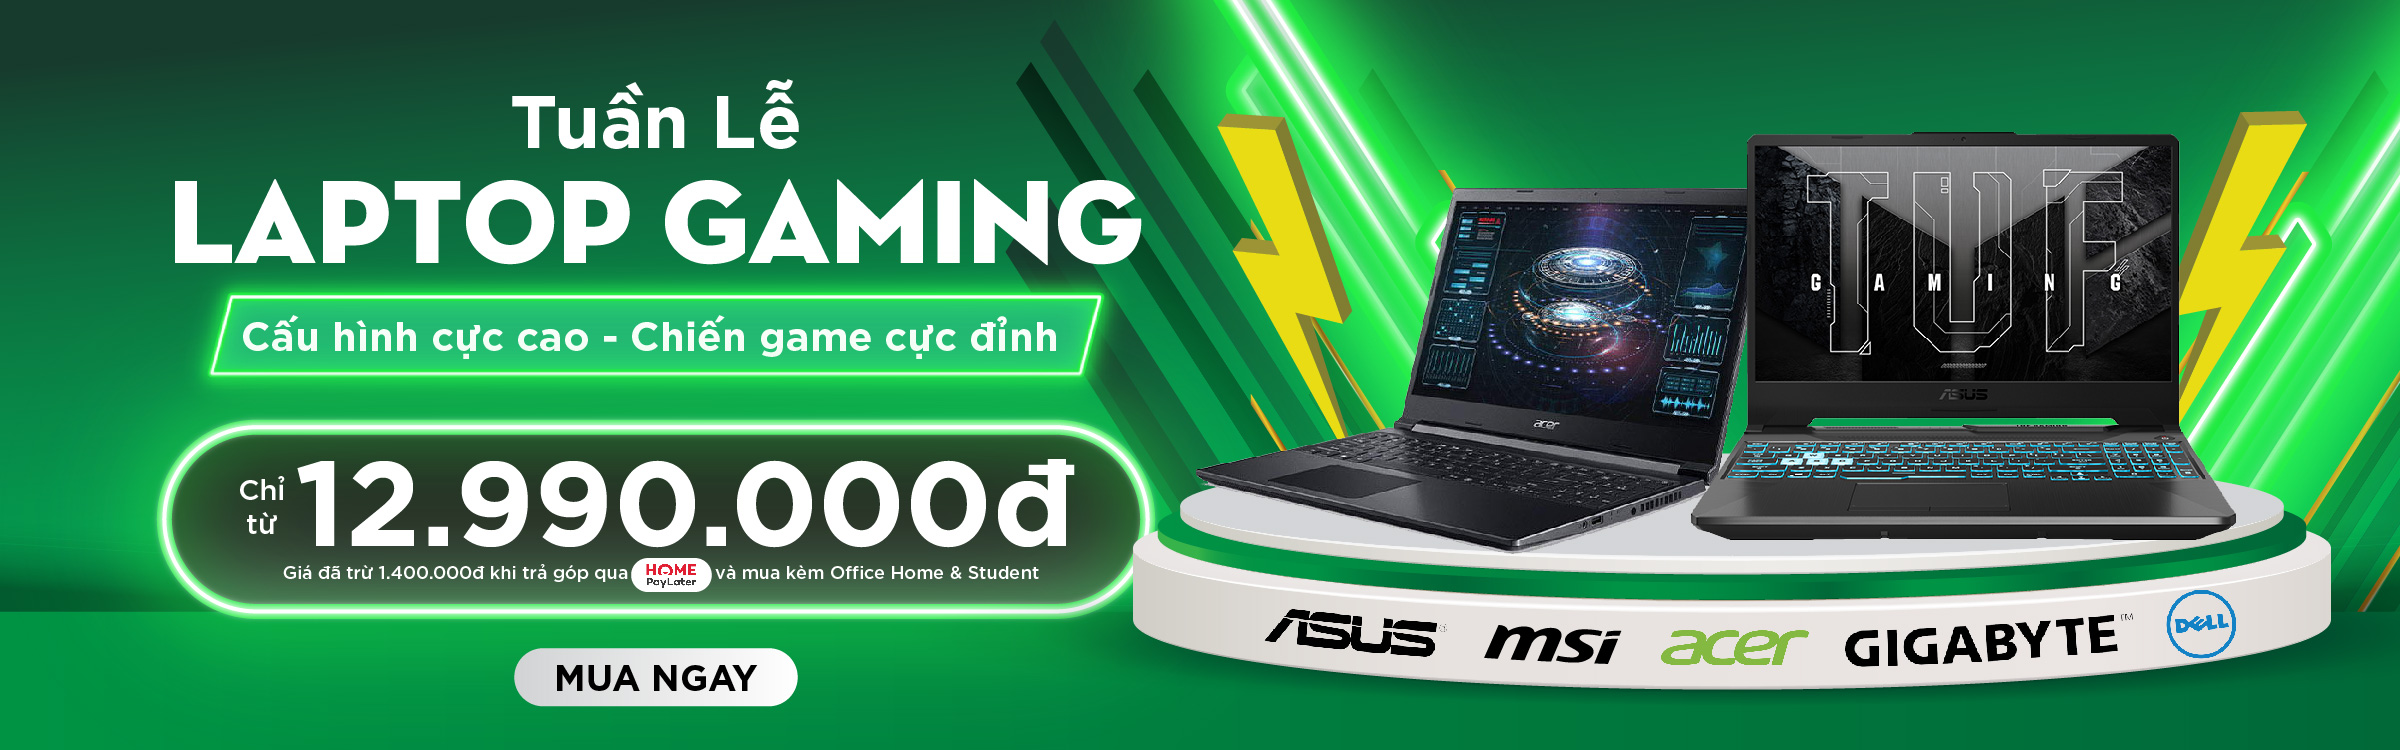 Tuần Lễ
LAPTOP GAMING
Cấu hình cực cao - Chiến game cực đỉnh
Chỉ từ 12.990.000đ
Giá đã trừ 1.400.000đ khi trả góp qua HOME PayLater và mua kèm Office Home & Student
MUA NGAY
acer
TUF
GAMING
ASUS
ASUS® msi acer GIGABYTE™ DELL